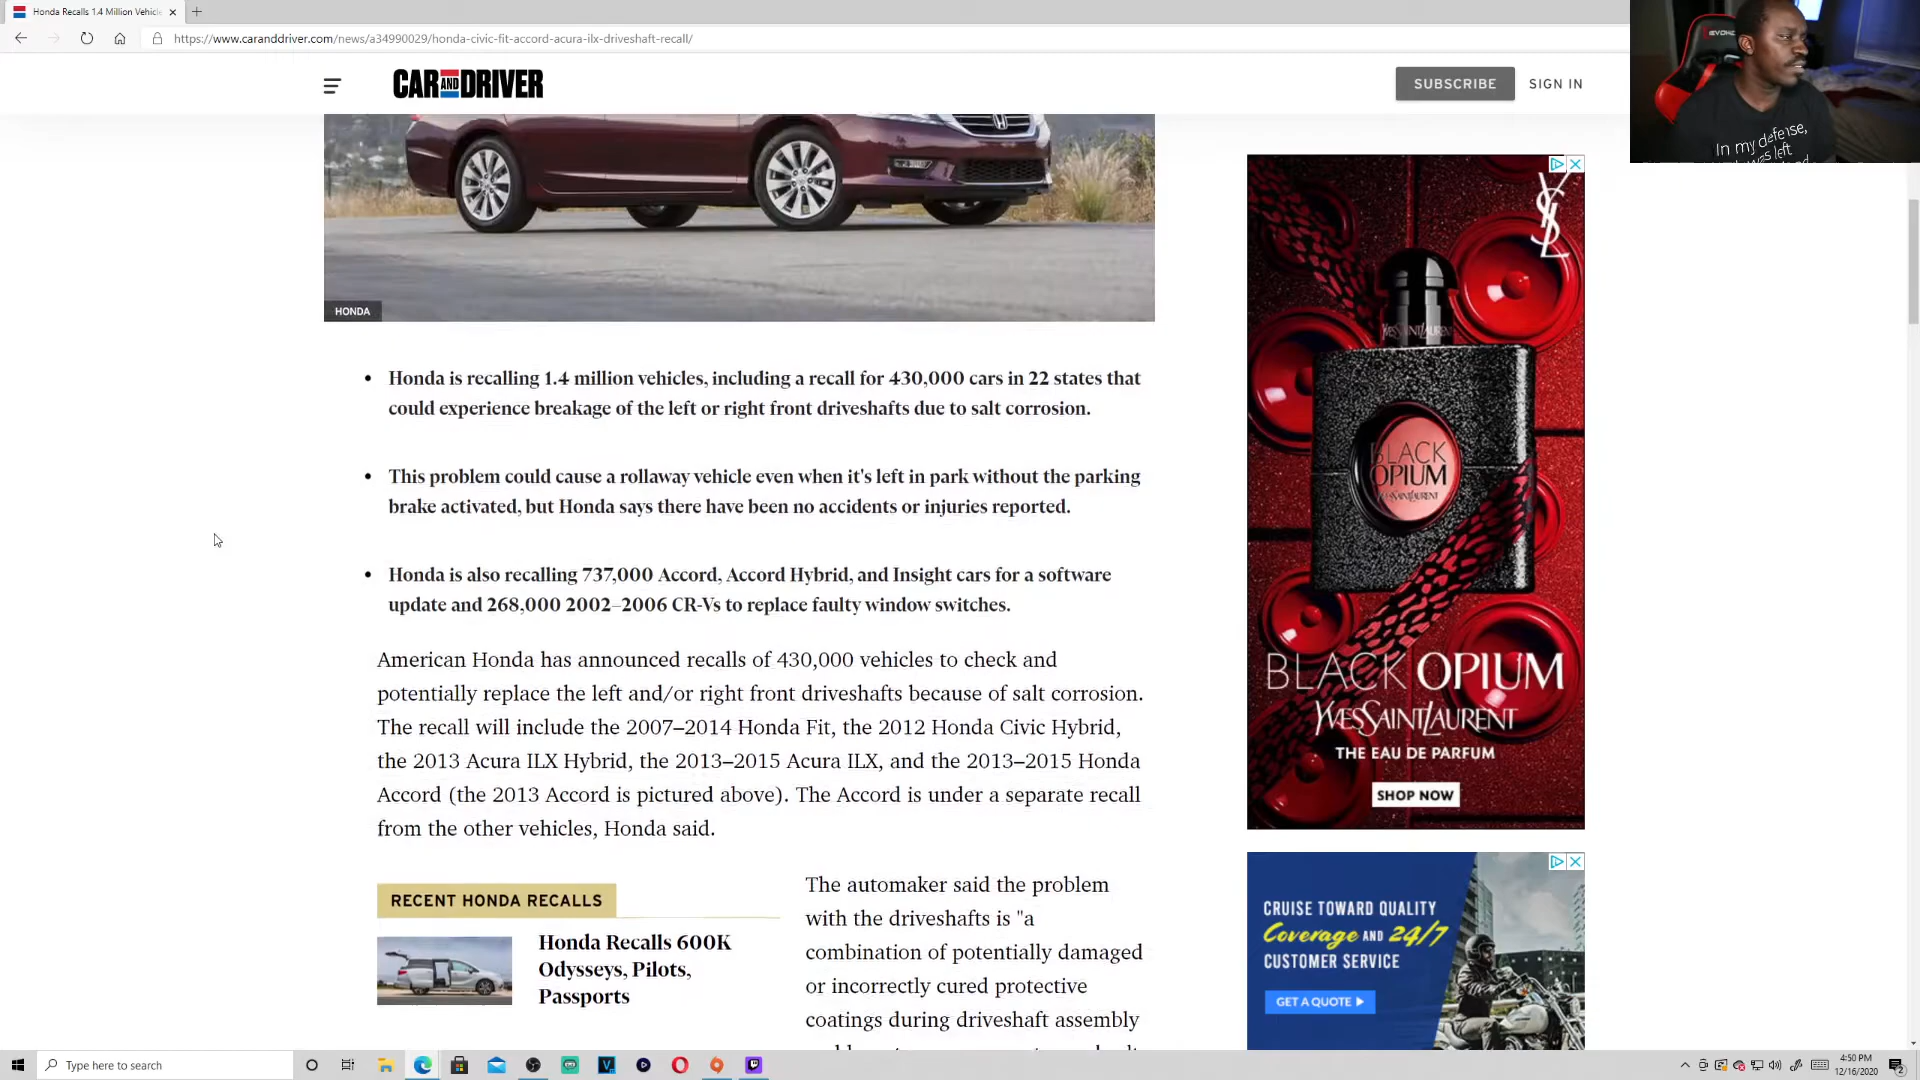 Honda Recalls 1.4 Million Vehicle
https://www.caranddriver.com/news/a34990029/honda-civic-fit-accord-acura-ilx-driveshaft-recall/
CAR AND DRIVER
SUBSCRIBE
SIGN IN
In my defense,
was left
HONDA
• Honda is recalling 1.4 million vehicles, including a recall for 430,000 cars in 22 states that
could experience breakage of the left or right front driveshafts due to salt corrosion.
• This problem could cause a rollaway vehicle even when it's left in park without the parking
brake activated, but Honda says there have been no accidents or injuries reported.
• Honda is also recalling 737,000 Accord, Accord Hybrid, and Insight cars for a software
update and 268,000 2002–2006 CR-Vs to replace faulty window switches.
American Honda has announced recalls of 430,000 vehicles to check and
potentially replace the left and/or right front driveshafts because of salt corrosion.
The recall will include the 2007–2014 Honda Fit, the 2012 Honda Civic Hybrid,
the 2013 Acura ILX Hybrid, the 2013–2015 Acura ILX, and the 2013–2015 Honda
Accord (the 2013 Accord is pictured above). The Accord is under a separate recall
from the other vehicles, Honda said.
RECENT HONDA RECALLS
Honda Recalls 600K
Odysseys, Pilots,
Passports
The automaker said the problem
with the driveshafts is "a
combination of potentially damaged
or incorrectly cured protective
coatings during driveshaft assembly
YSL
YVESSAINTLAURENT
BLACK
OPIUM
YVESSAINTLAURENT
BLACK OPIUM
YVESSAINTLAURENT
THE EAU DE PARFUM
SHOP NOW
CRUISE TOWARD QUALITY
Coverage AND 24/7
CUSTOMER SERVICE
GET A QUOTE
Type here to search
4:50 PM
12/16/2020
2